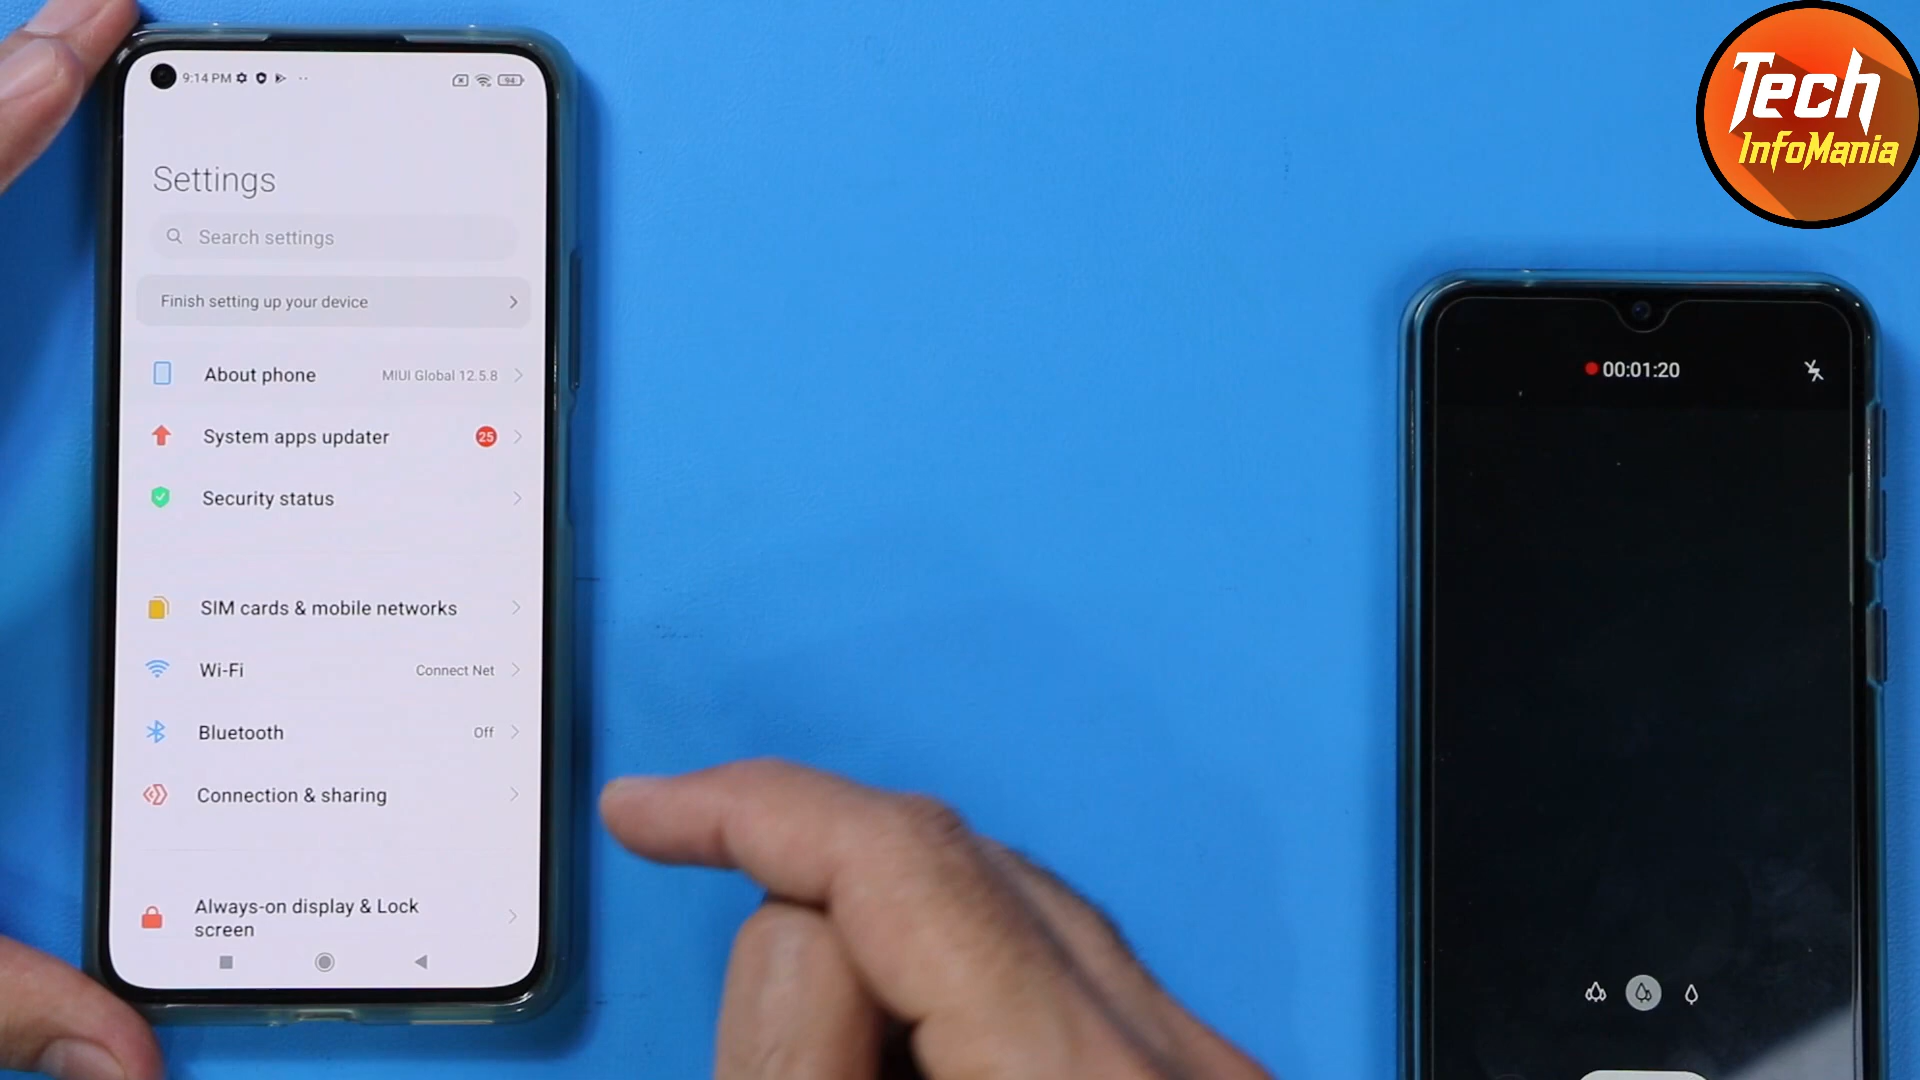 9:14 PM
94
Settings
Search settings
Finish setting up your device
About phone MIUI Global 12.5.8
System apps updater 25
Security status
SIM cards & mobile networks
Wi-Fi Connect Net
Bluetooth Off
Connection & sharing
Always-on display & Lock
screen
Tech
InfoMania
00:01:20